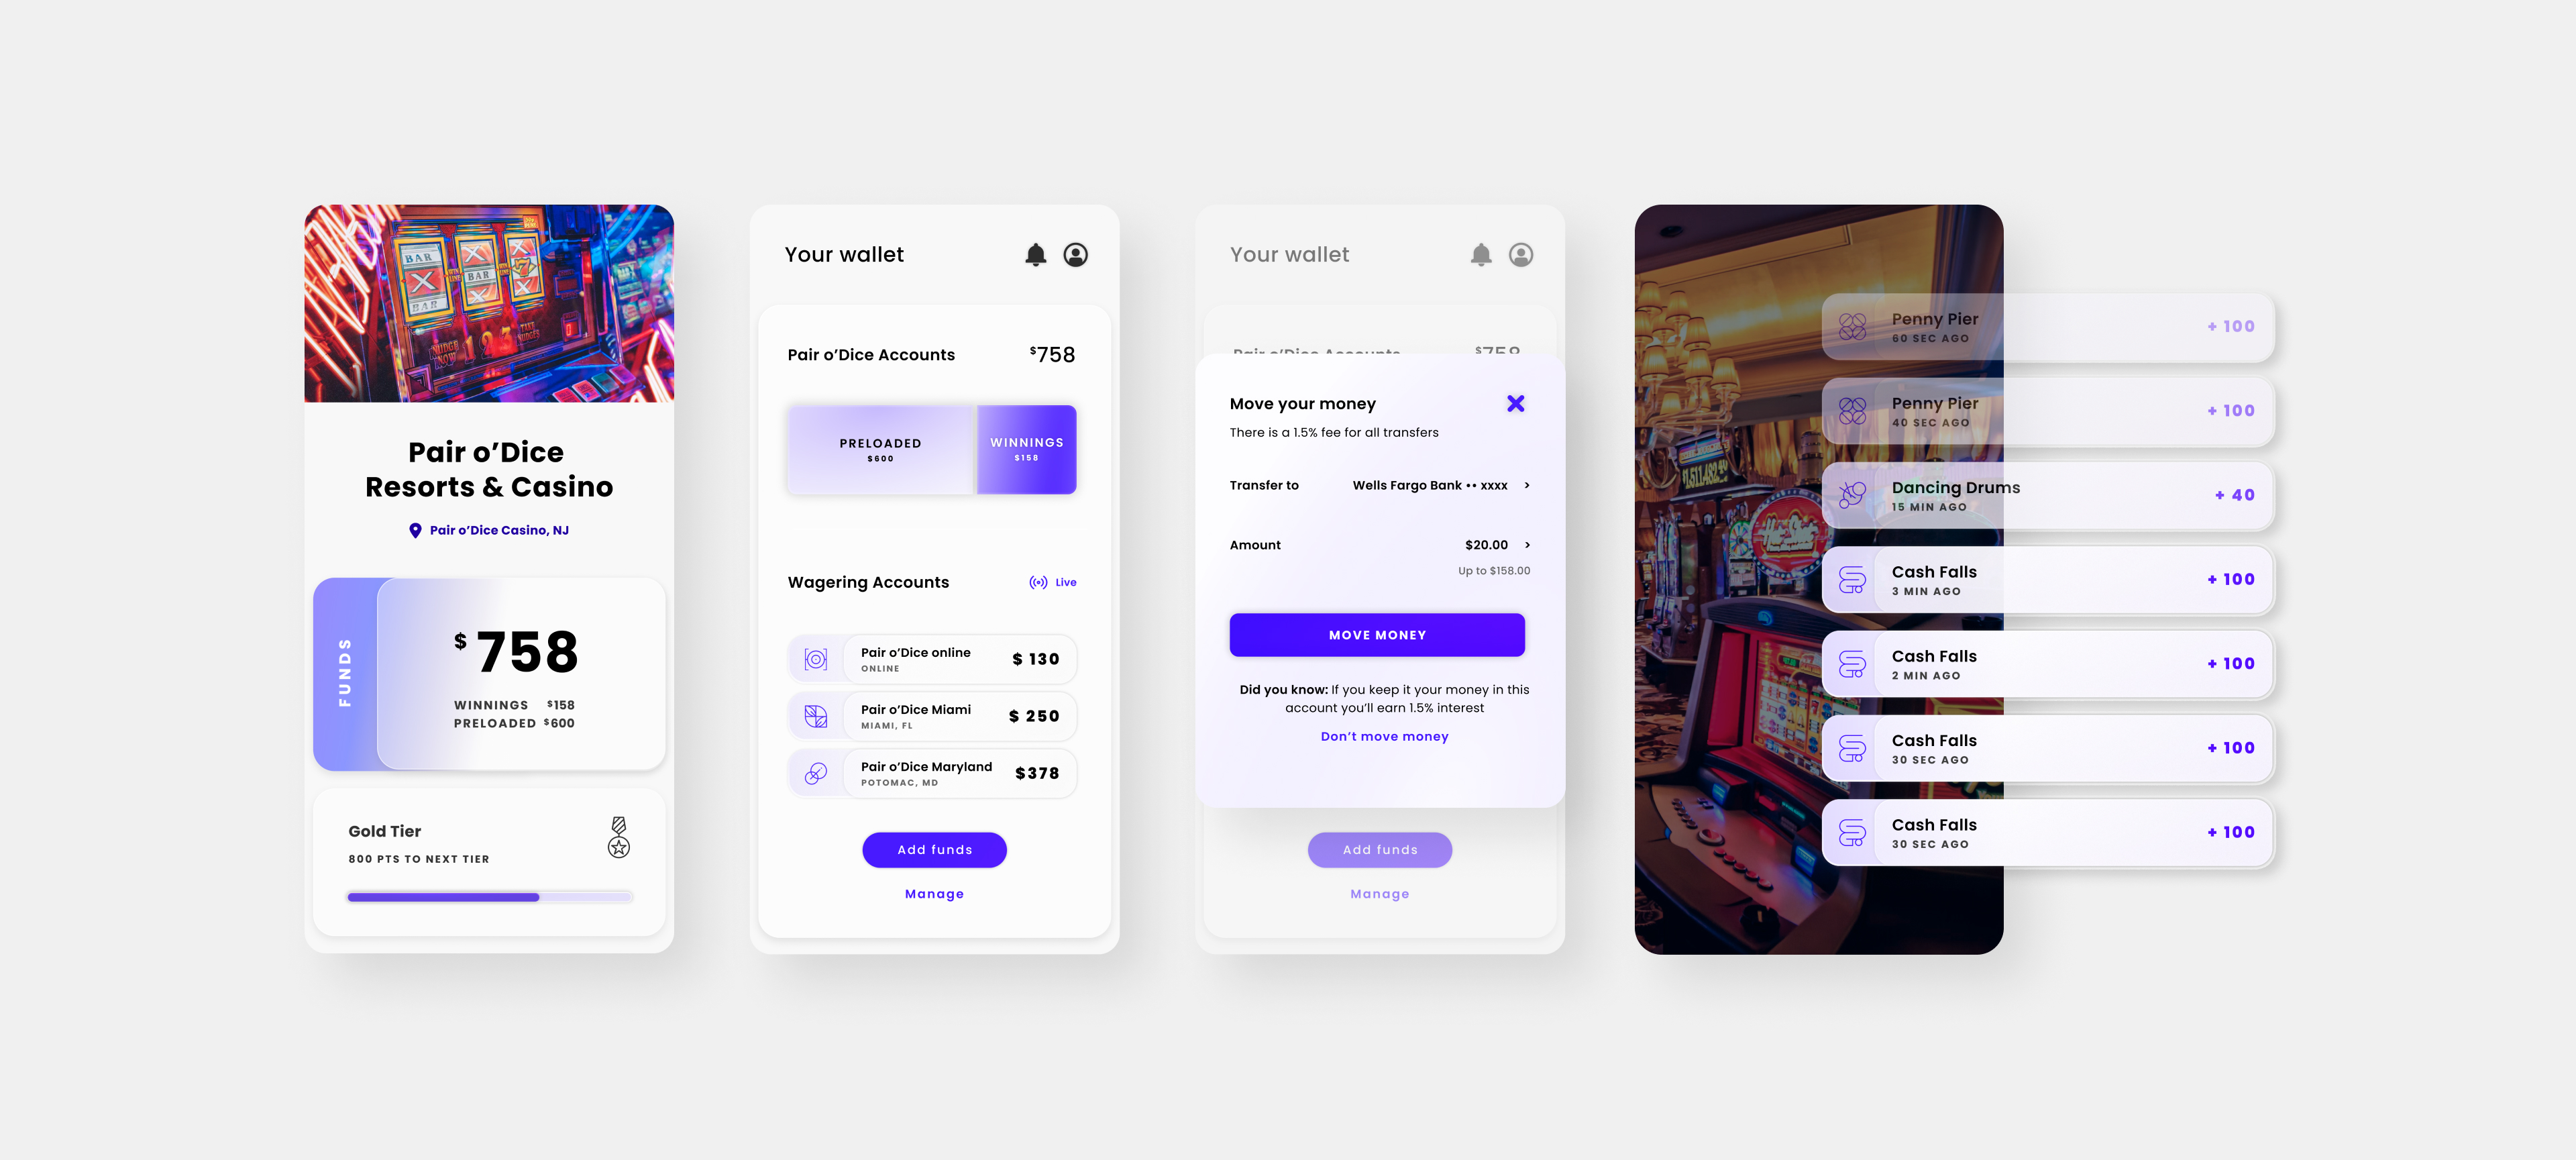 BAR
BAR
BAR
BAR
7
NUDGE
NOW
1 2 3
Pair o’Dice
Resorts & Casino
Pair o’Dice Casino, NJ
FUNDS
$ 758
WINNINGS $158
PRELOADED $600
Gold Tier
800 PTS TO NEXT TIER
Your wallet
Pair o’Dice Accounts $758
PRELOADED
$600
WINNINGS
$158
Wagering Accounts Live
Pair o’Dice online $ 130
ONLINE
Pair o’Dice Miami $ 250
MIAMI, FL
Pair o’Dice Maryland $378
POTOMAC, MD
Add funds
Manage
Your wallet
Pair o’Dice Accounts $758
Move your money
There is a 1.5% fee for all transfers
Transfer to Wells Fargo Bank •• xxxx >
Amount $20.00 >
Up to $158.00
MOVE MONEY
Did you know: If you keep it your money in this
account you’ll earn 1.5% interest
Don’t move money
Add funds
Manage
Penny Pier + 100
60 SEC AGO
Penny Pier + 100
40 SEC AGO
Dancing Drums + 40
15 MIN AGO
Cash Falls + 100
3 MIN AGO
Cash Falls + 100
2 MIN AGO
Cash Falls + 100
30 SEC AGO
Cash Falls + 100
30 SEC AGO